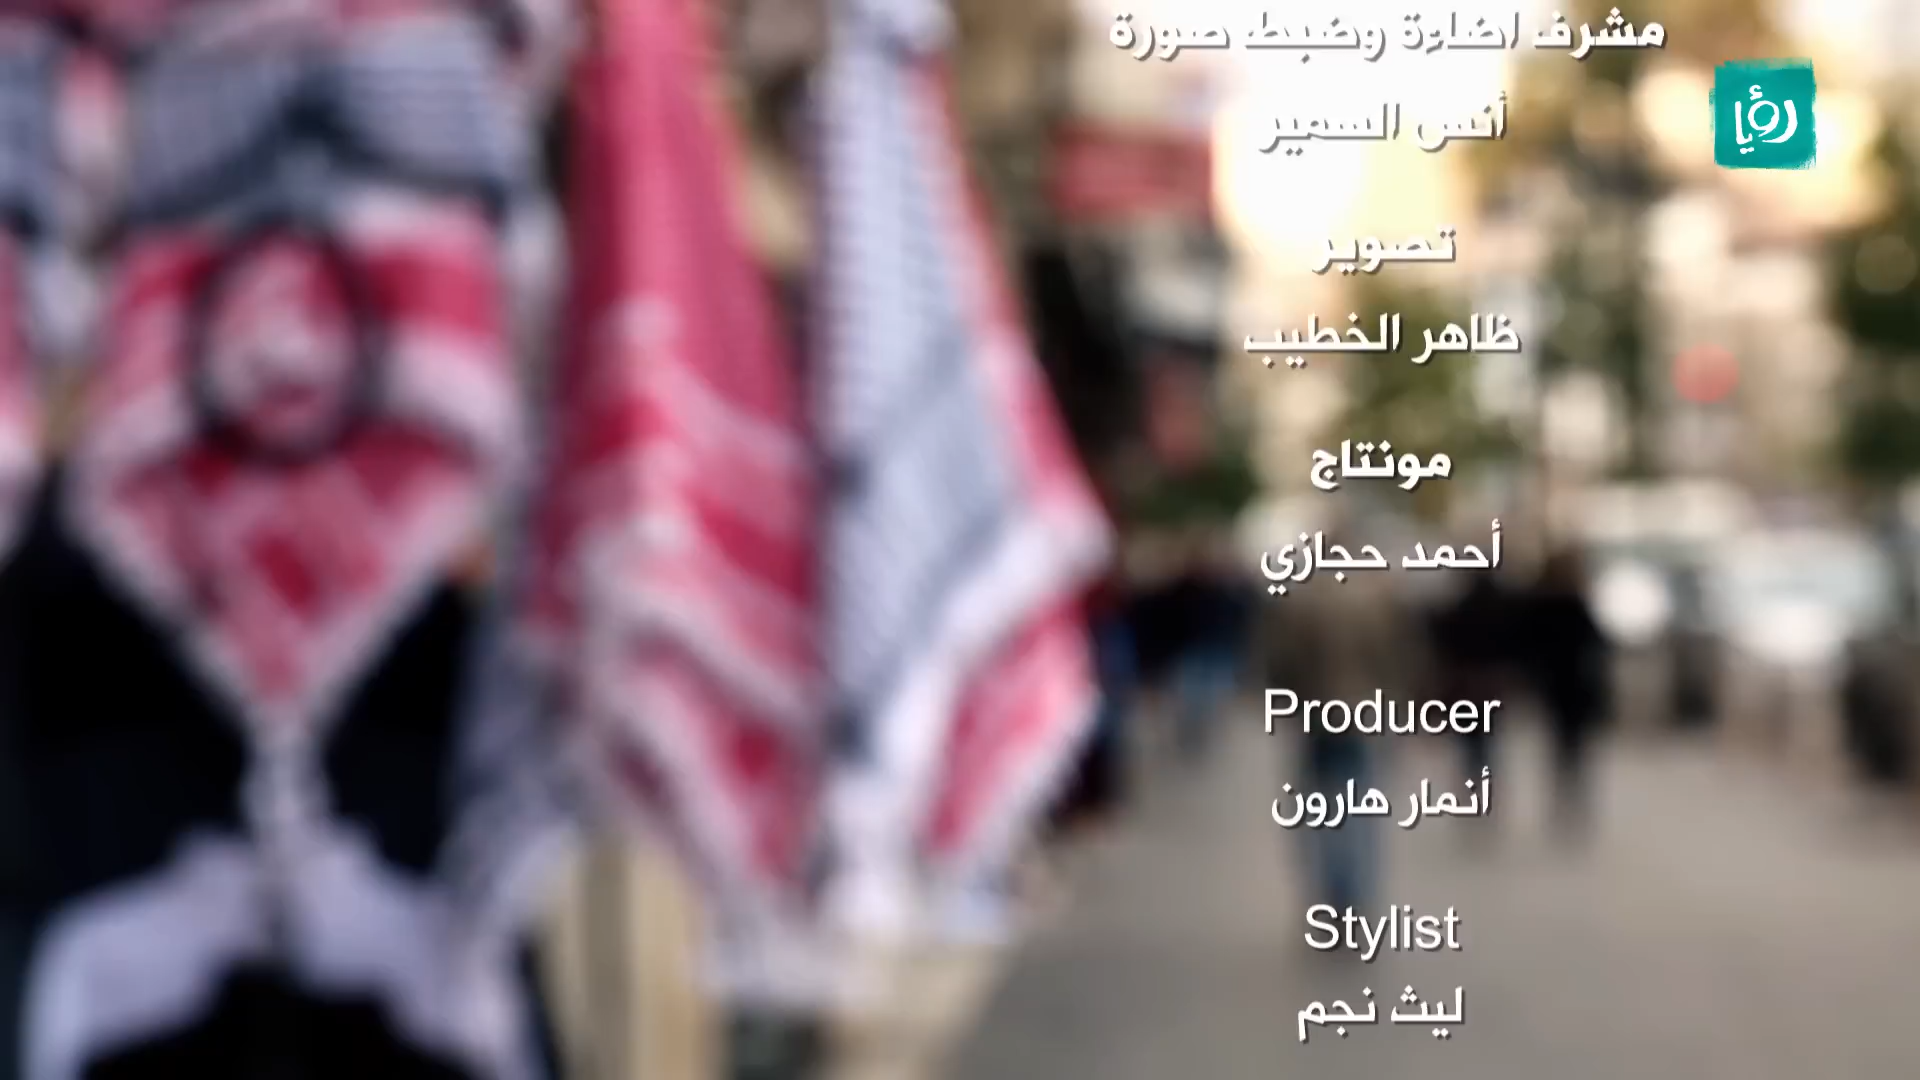 مشرف اضاءة وضبط صورة
رؤيا
أنس السمير
تصوير
ظاهر الخطيب
مونتاج
أحمد حجازي
Producer
أنمار هارون
Stylist
ليث نجم